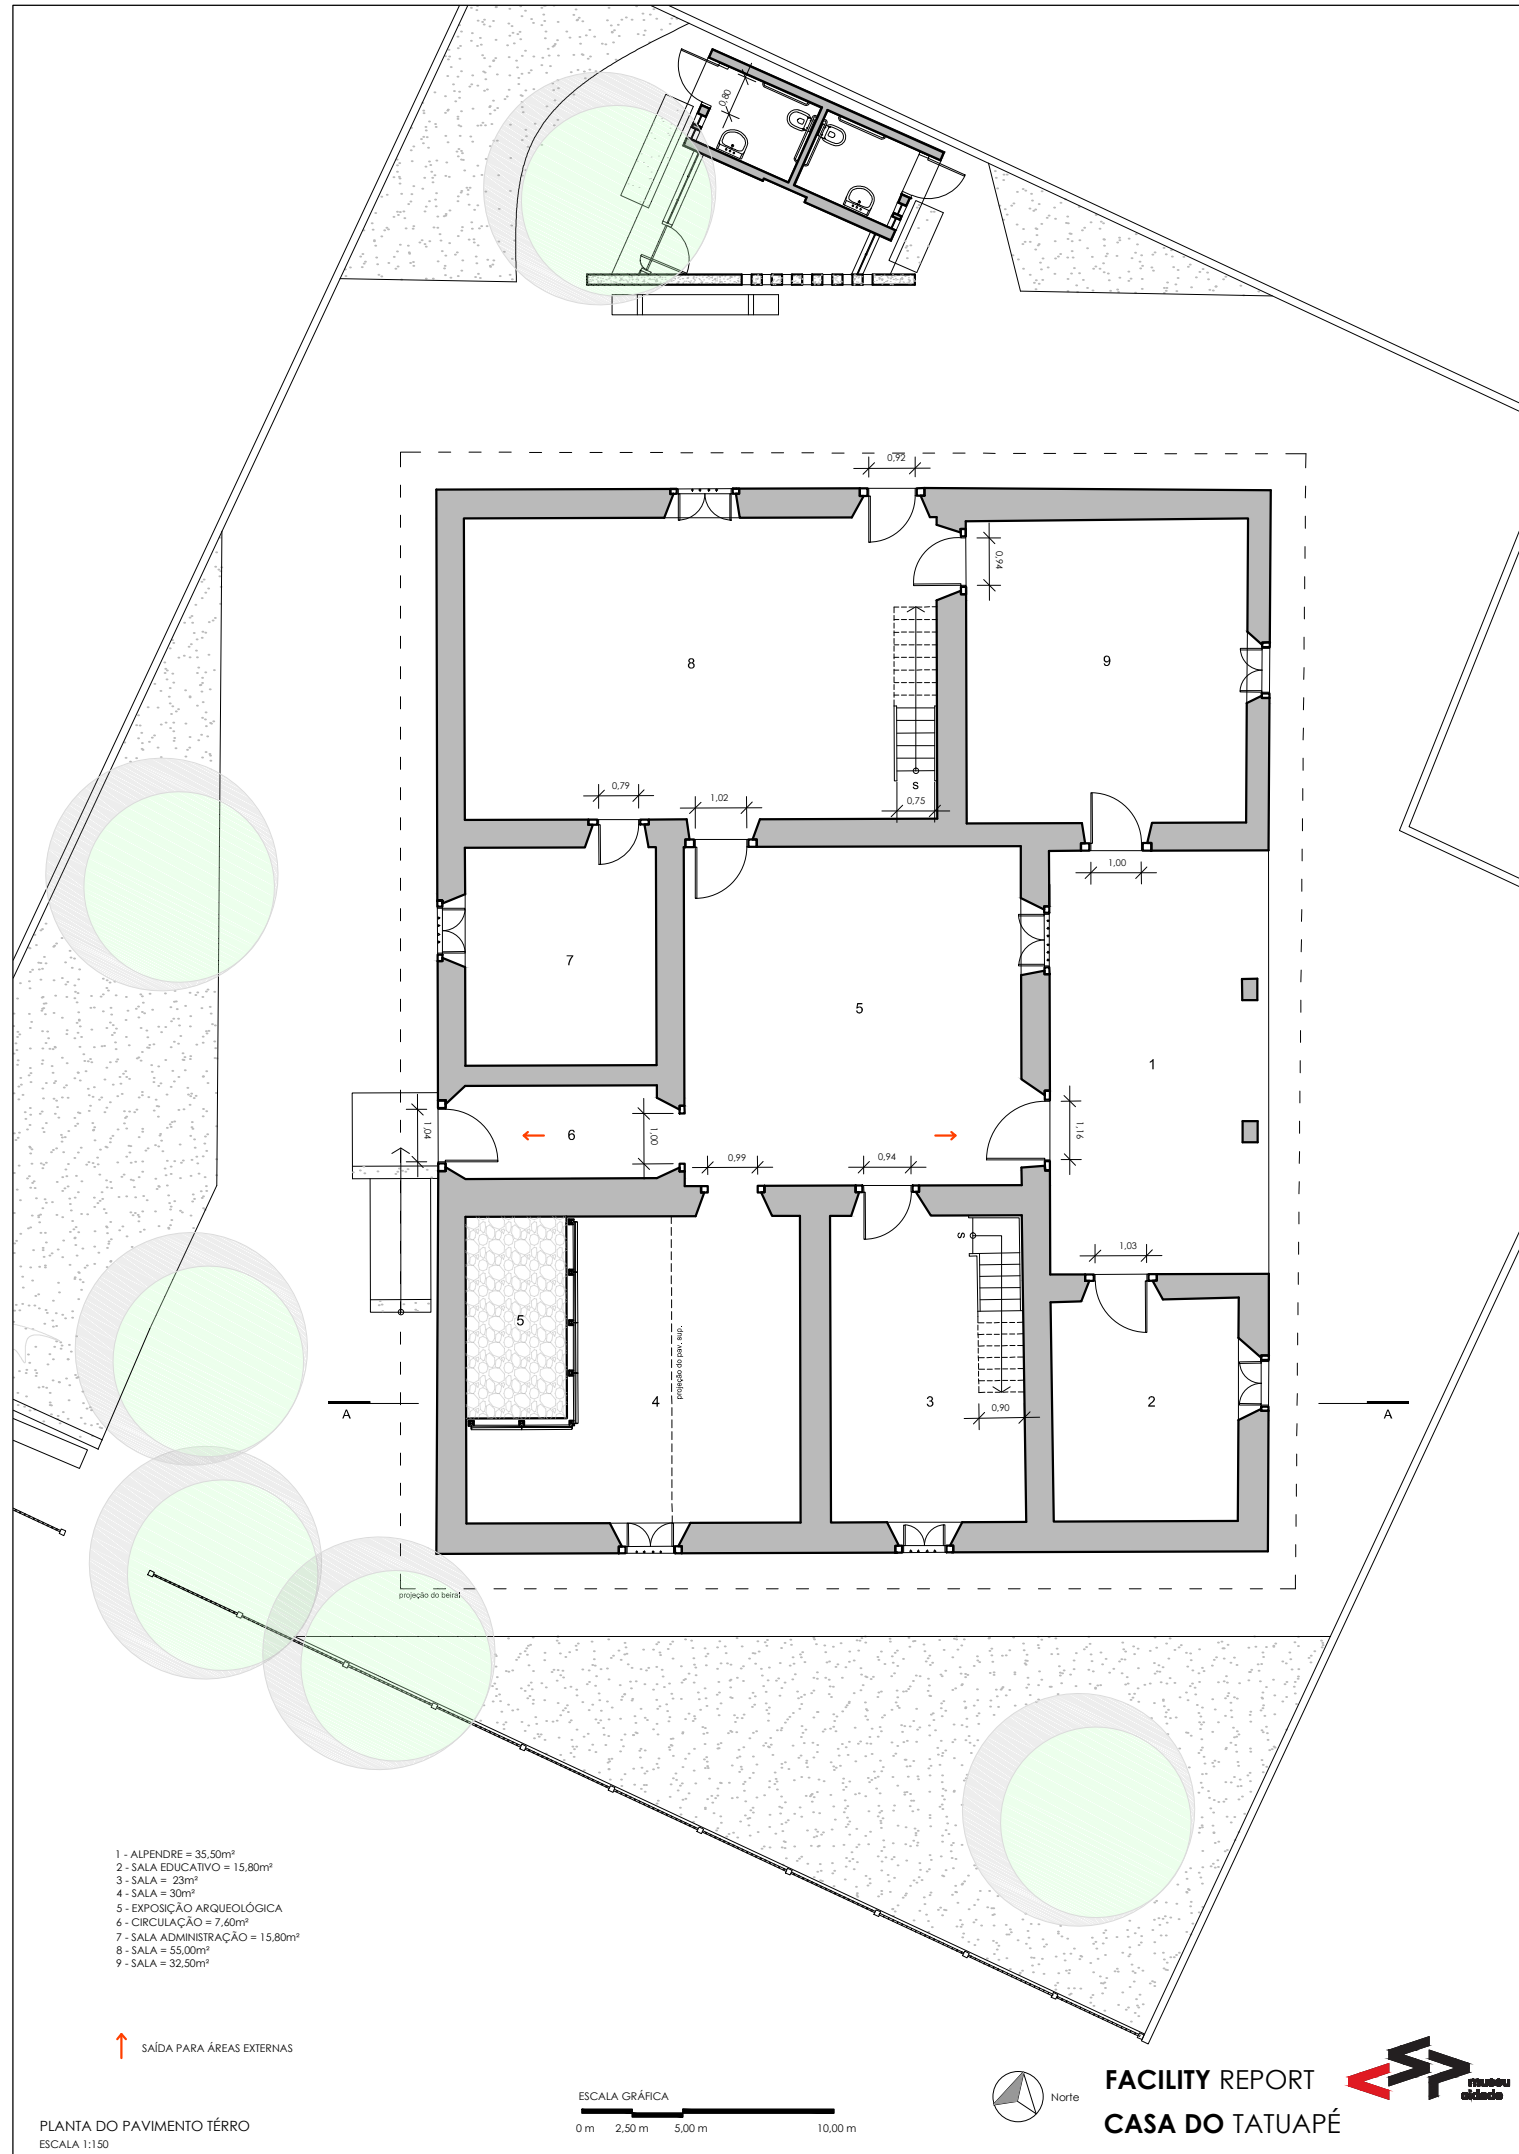 0,80
0,92
0,94
8
9
0,79
1,02
S
0,75
1,00
7
5
1
1,04
6
1,00
1,16
0,99
0,94
S
1,03
5
projeção do pav. sup.
4
3
0,90
2
A
A
projeção do beiral
1 - ALPENDRE = 35,50m²
2 - SALA EDUCATIVO = 15,80m²
3 - SALA = 23m²
4 - SALA = 30m²
5 - EXPOSIÇÃO ARQUEOLÓGICA
6 - CIRCULAÇÃO = 7,60m²
7 - SALA ADMINISTRAÇÃO = 15,80m²
8 - SALA = 55,00m²
9 - SALA = 32,50m²
SAÍDA PARA ÁREAS EXTERNAS
PLANTA DO PAVIMENTO TÉRRO
ESCALA 1:150
ESCALA GRÁFICA
0 m 2,50 m 5,00 m 10,00 m
Norte
FACILITY REPORT
CASA DO TATUAPÉ
museu
cidade